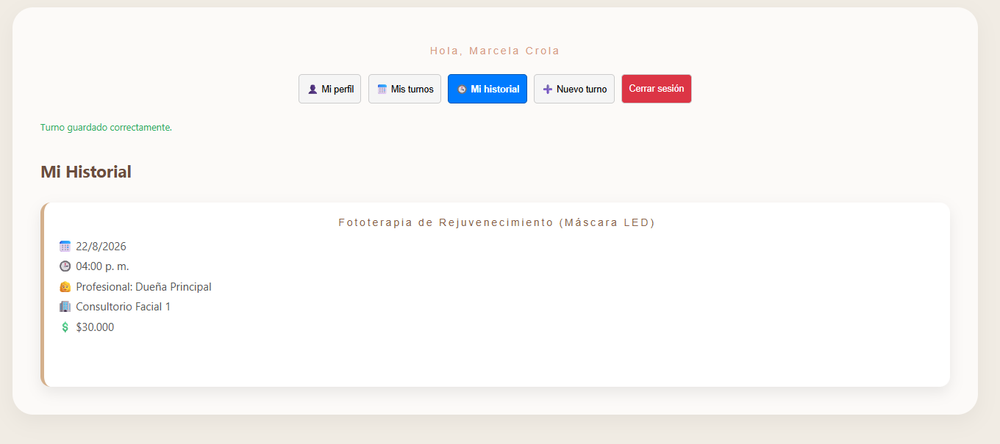 Hola, Marcela Crola
Mi perfil Mis turnos Mi historial Nuevo turno Cerrar sesión
Turno guardado correctamente.
Mi Historial
Fototerapia de Rejuvenecimiento (Máscara LED)
22/8/2026
04:00 p. m.
Profesional: Dueña Principal
Consultorio Facial 1
$ $30.000